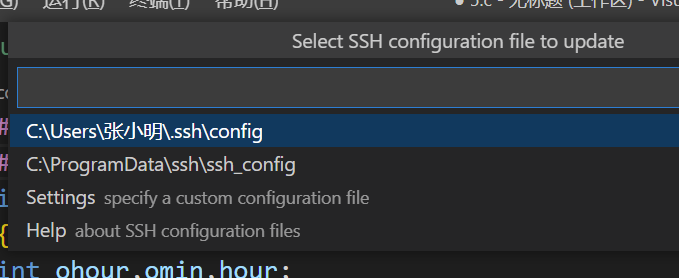 运行(R) 终端(T) 帮助(H) ● 5.c - 无标题 (工作区) - Visu
Select SSH configuration file to update
C:\Users\张小明\.ssh\config
C:\ProgramData\ssh\ssh_config
Settings specify a custom configuration file
Help about SSH configuration files
int ohour,omin,hour;